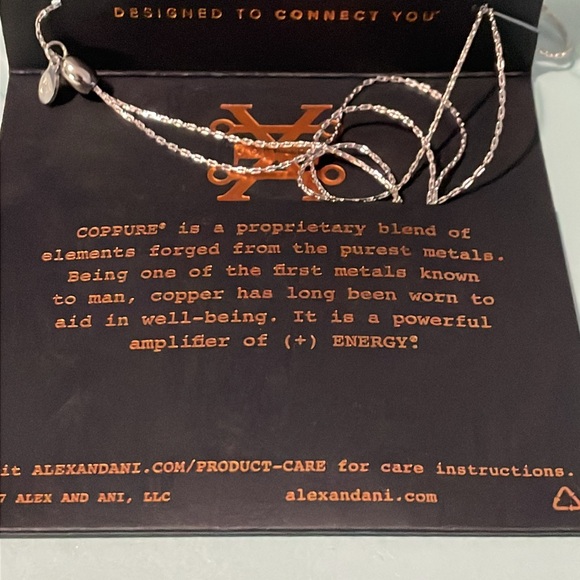 DESIGNED TO CONNECT YOU
COPPURE® is a proprietary blend of
elements forged from the purest metals.
Being one of the first metals known
to man, copper has long been worn to
aid in well-being. It is a powerful
amplifier of (+) ENERGY®.
it ALEXANDANI.COM/PRODUCT-CARE for care instructions.
7 ALEX AND ANI, LLC
alexandani.com